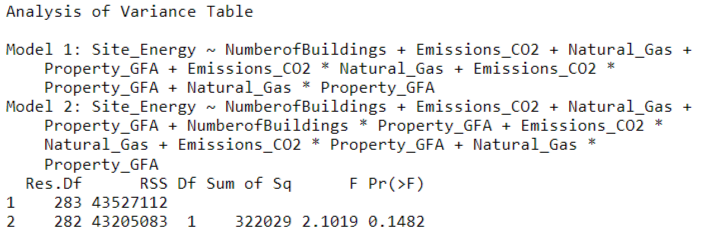 Analysis of Variance Table

Model 1: Site_Energy ~ NumberofBuildings + Emissions_CO2 + Natural_Gas +
    Property_GFA + Emissions_CO2 * Natural_Gas + Emissions_CO2 *
    Property_GFA + Natural_Gas * Property_GFA
Model 2: Site_Energy ~ NumberofBuildings + Emissions_CO2 + Natural_Gas +
    Property_GFA + NumberofBuildings * Property_GFA + Emissions_CO2 *
    Natural_Gas + Emissions_CO2 * Property_GFA + Natural_Gas *
    Property_GFA
  Res.Df      RSS Df Sum of Sq      F Pr(>F)
1    283 43527112
2    282 43205083  1    322029 2.1019 0.1482